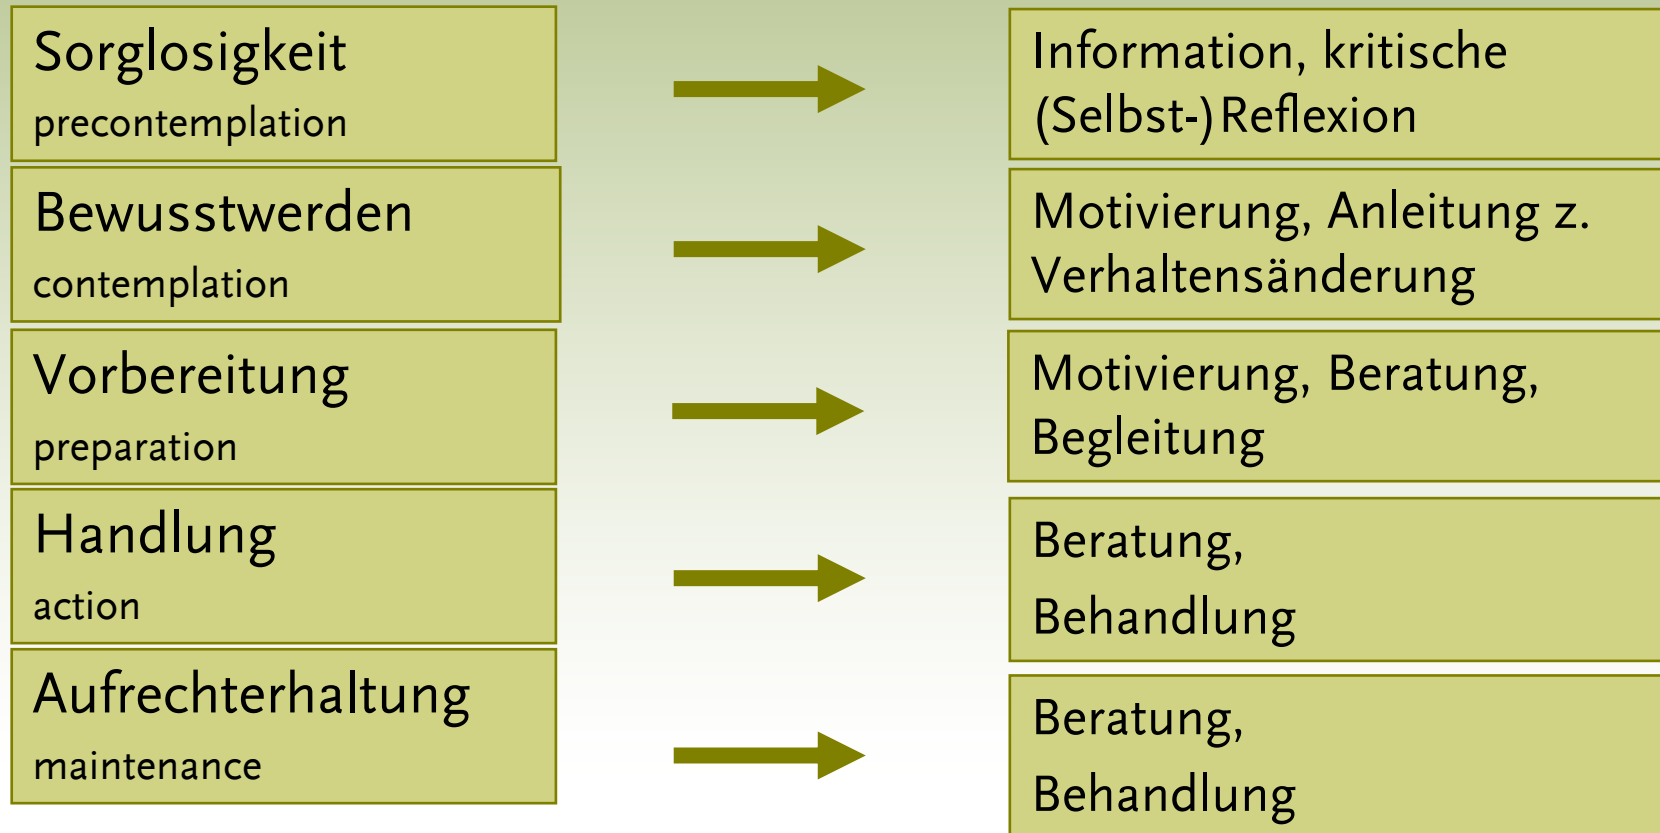 Sorglosigkeit
precontemplation
Information, kritische
(Selbst-)Reflexion
Bewusstwerden
contemplation
Motivierung, Anleitung z.
Verhaltensänderung
Vorbereitung
preparation
Motivierung, Beratung,
Begleitung
Handlung
action
Beratung,
Behandlung
Aufrechterhaltung
maintenance
Beratung,
Behandlung